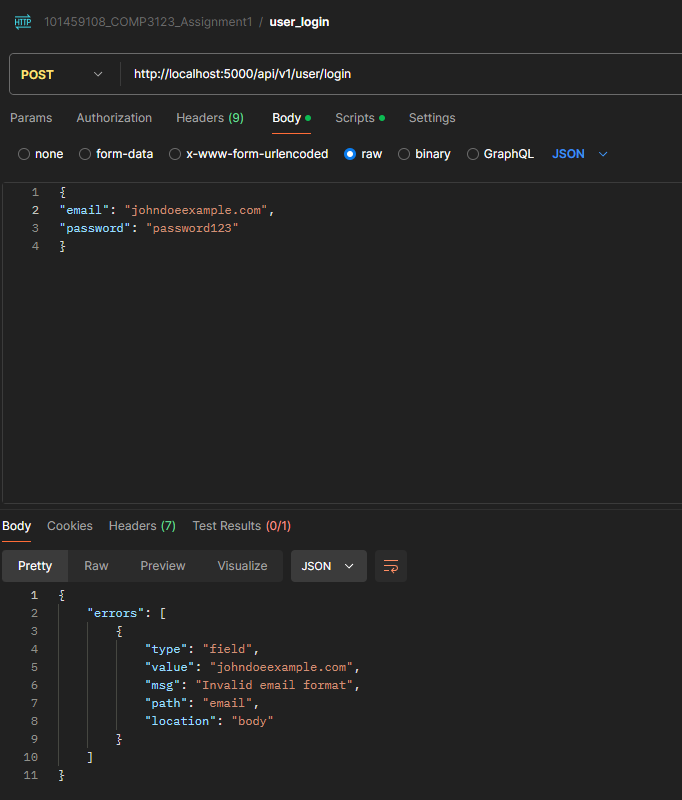 HTTP 101459108_COMP3123_Assignment1 / user_login
POST http://localhost:5000/api/v1/user/login
Params Authorization Headers (9) Body Scripts Settings
none form-data x-www-form-urlencoded raw binary GraphQL JSON
1 {
2 "email": "johndoeexample.com",
3 "password": "password123"
4 }
Body Cookies Headers (7) Test Results (0/1)
Pretty Raw Preview Visualize JSON
1 {
2 "errors": [
3 {
4 "type": "field",
5 "value": "johndoeexample.com",
6 "msg": "Invalid email format",
7 "path": "email",
8 "location": "body"
9 }
10 ]
11 }